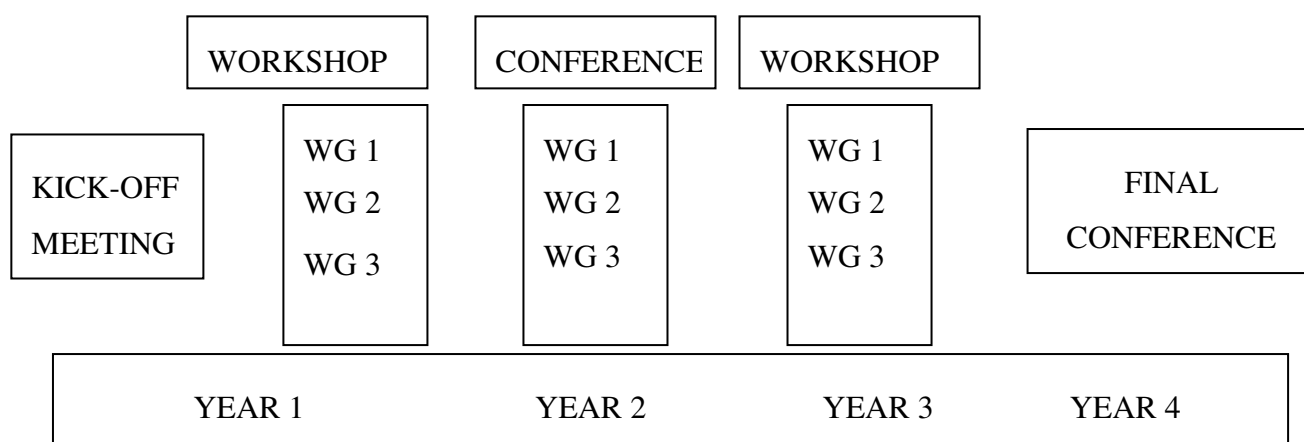 WORKSHOP
CONFERENCE
WORKSHOP
KICK-OFF
MEETING
WG 1
WG 2
WG 3
WG 1
WG 2
WG 3
WG 1
WG 2
WG 3
FINAL
CONFERENCE
YEAR 1
YEAR 2
YEAR 3
YEAR 4